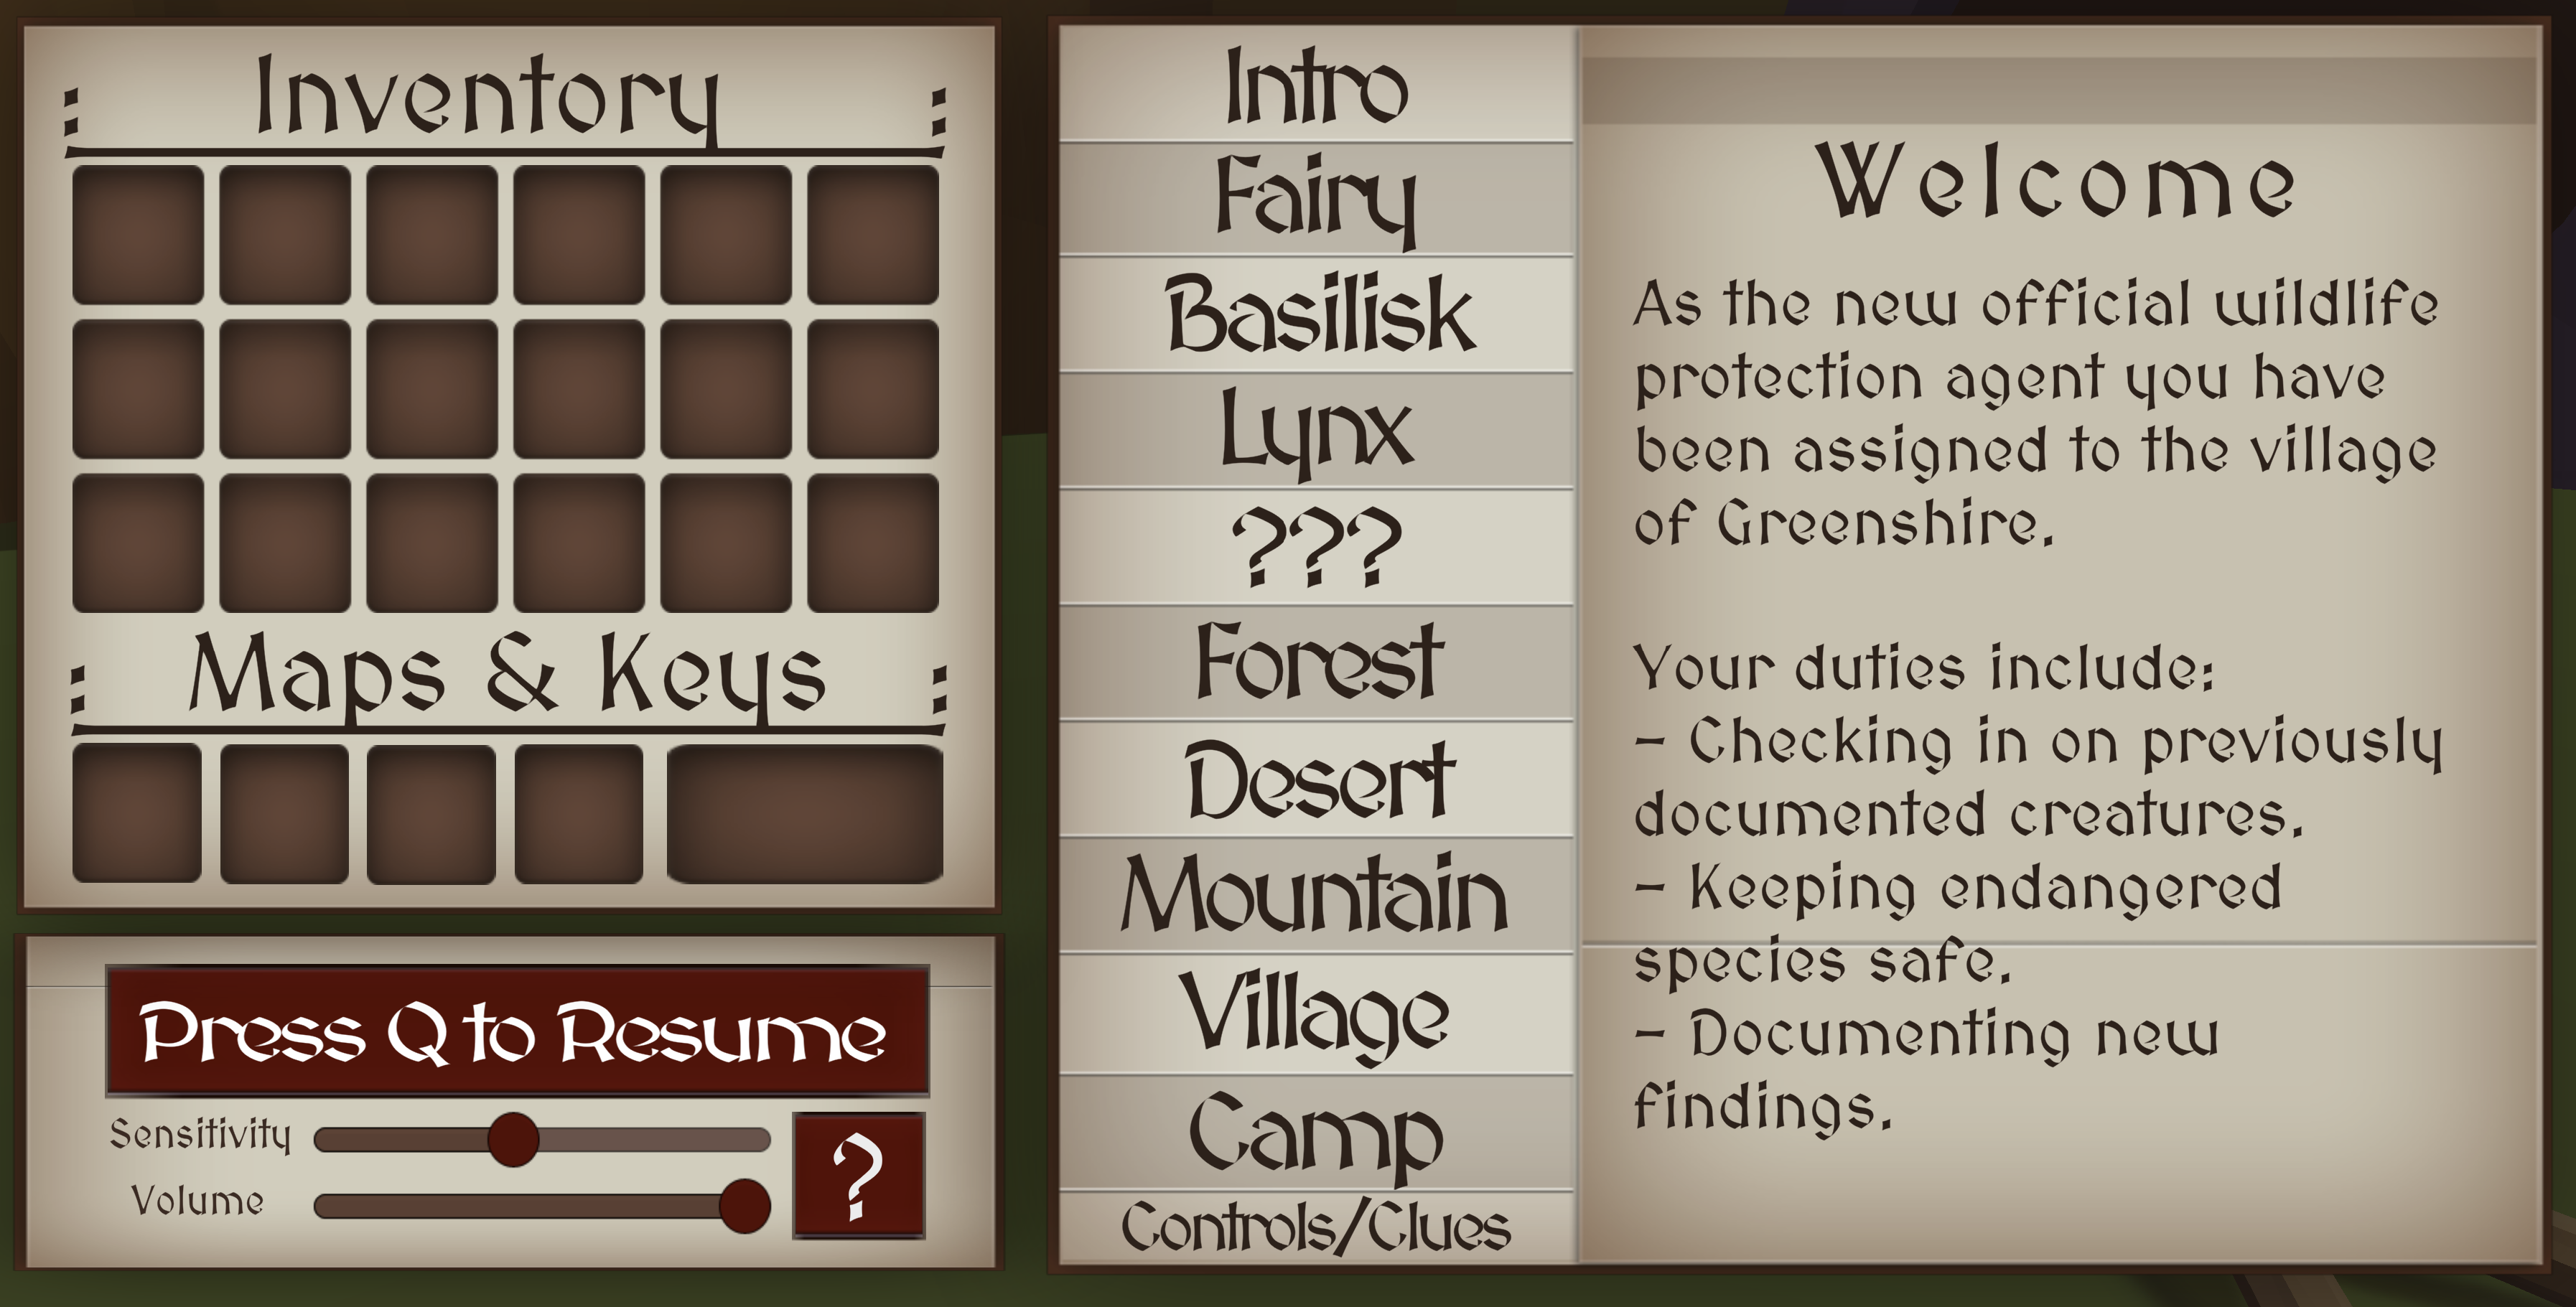 Inventory
Maps & Keys
Press Q to Resume
Sensitivity
Volume
?
Intro
Fairy
Basilisk
Lynx
???
Forest
Desert
Mountain
Village
Camp
Controls/Clues
Welcome
As the new official wildlife
protection agent you have
been assigned to the village
of Greenshire.
Your duties include:
- Checking in on previously
documented creatures.
- Keeping endangered
species safe.
- Documenting new
findings.